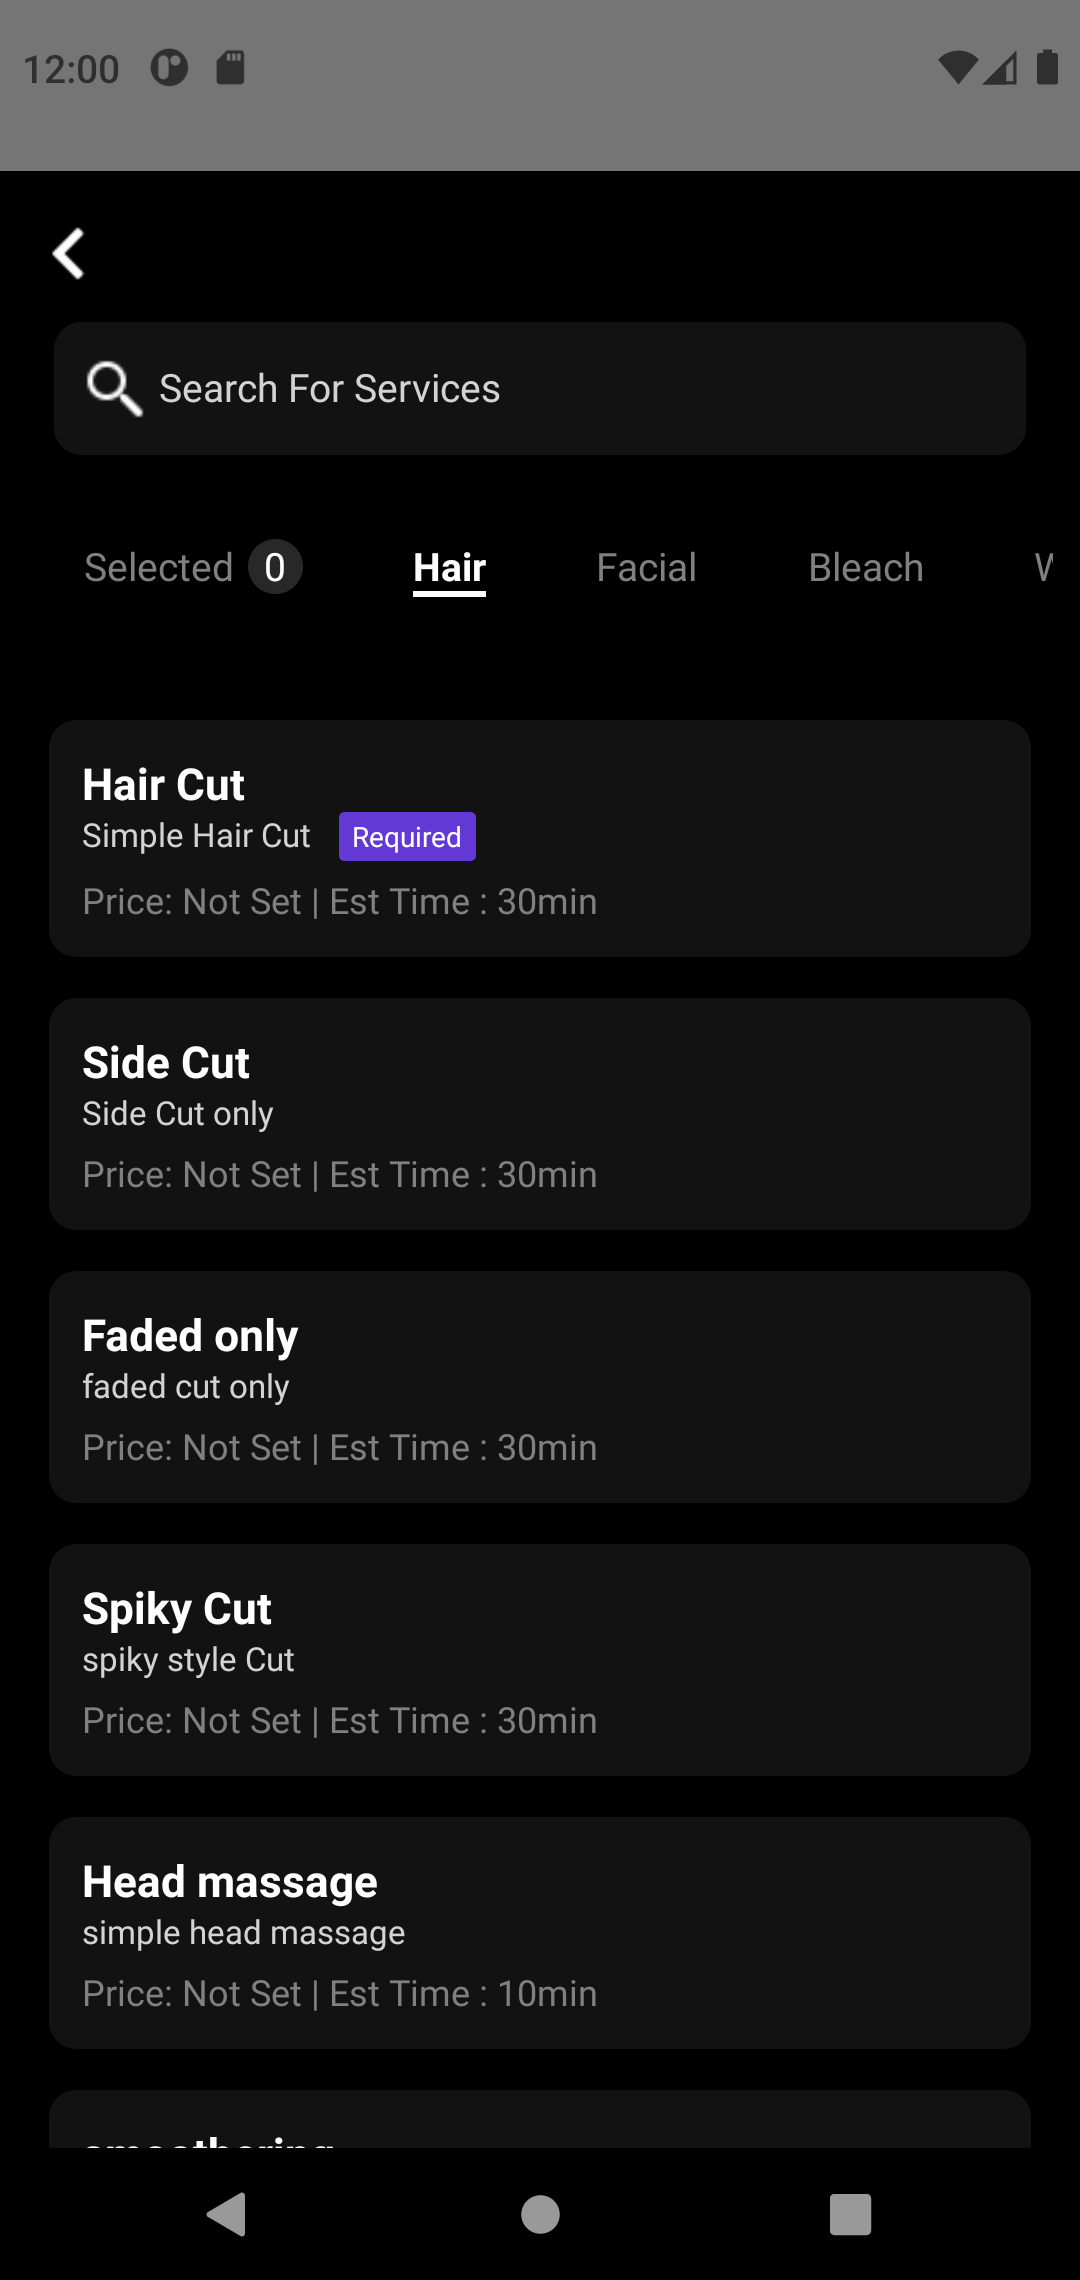 12:00
Search For Services
Selected 0 Hair Facial Bleach
Hair Cut
Simple Hair Cut Required
Price: Not Set | Est Time : 30min
Side Cut
Side Cut only
Price: Not Set | Est Time : 30min
Faded only
faded cut only
Price: Not Set | Est Time : 30min
Spiky Cut
spiky style Cut
Price: Not Set | Est Time : 30min
Head massage
simple head massage
Price: Not Set | Est Time : 10min